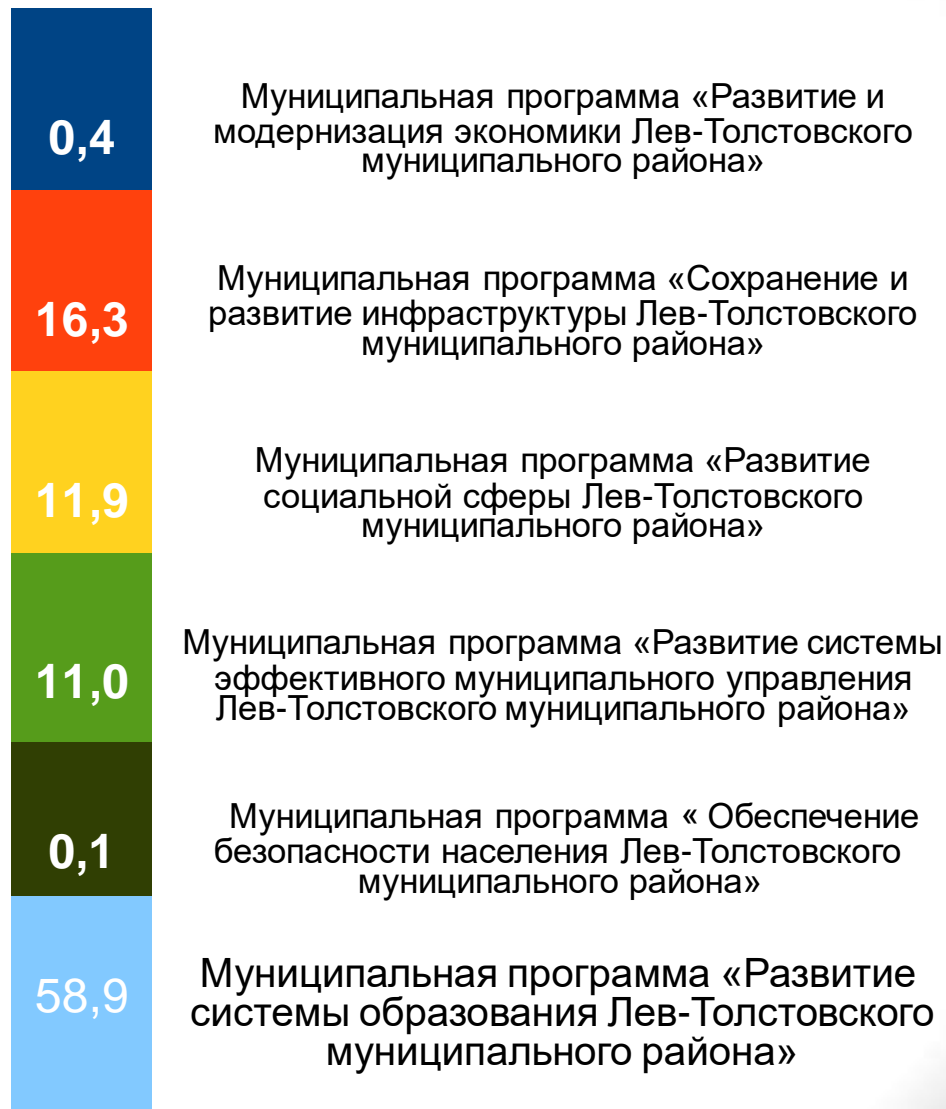 0,4
Муниципальная программа «Развитие и
модернизация экономики Лев-Толстовского
муниципального района»
16,3
Муниципальная программа «Сохранение и
развитие инфраструктуры Лев-Толстовского
муниципального района»
11,9
Муниципальная программа «Развитие
социальной сферы Лев-Толстовского
муниципального района»
11,0
Муниципальная программа «Развитие системы
эффективного муниципального управления
Лев-Толстовского муниципального района»
0,1
Муниципальная программа « Обеспечение
безопасности населения Лев-Толстовского
муниципального района»
58,9
Муниципальная программа «Развитие
системы образования Лев-Толстовского
муниципального района»